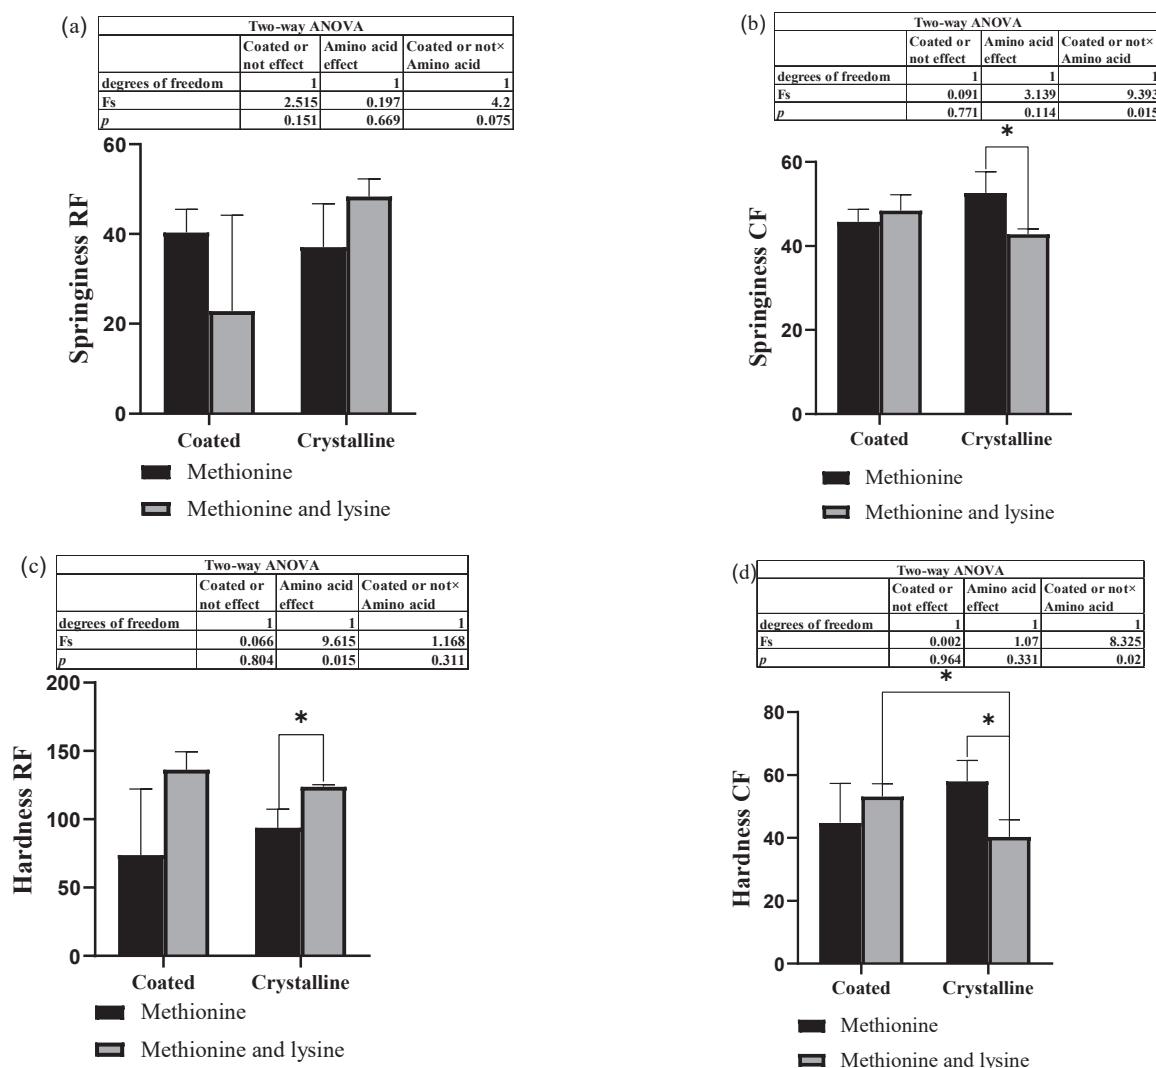 (a)
Two-way ANOVA
Coated or not effect Amino acid effect Coated or not× Amino acid
degrees of freedom 1 1 1
Fs 2.515 0.197 4.2
p 0.151 0.669 0.075
60
40
20
0
Springiness RF
Coated Crystalline
Methionine
Methionine and lysine
(b)
Two-way ANOVA
Coated or not effect Amino acid effect Coated or not× Amino acid
degrees of freedom 1 1 1
Fs 0.091 3.139 9.393
p 0.771 0.114 0.015
*
60
40
20
0
Springiness CF
Coated Crystalline
Methionine
Methionine and lysine
(c)
Two-way ANOVA
Coated or not effect Amino acid effect Coated or not× Amino acid
degrees of freedom 1 1 1
Fs 0.066 9.615 1.168
p 0.804 0.015 0.311
200
*
150
100
50
0
Hardness RF
Coated Crystalline
Methionine
Methionine and lysine
(d)
Two-way ANOVA
Coated or not effect Amino acid effect Coated or not× Amino acid
degrees of freedom 1 1 1
Fs 0.002 1.07 8.325
p 0.964 0.331 0.02
*
*
80
60
40
20
0
Hardness CF
Coated Crystalline
Methionine
Methionine and lysine